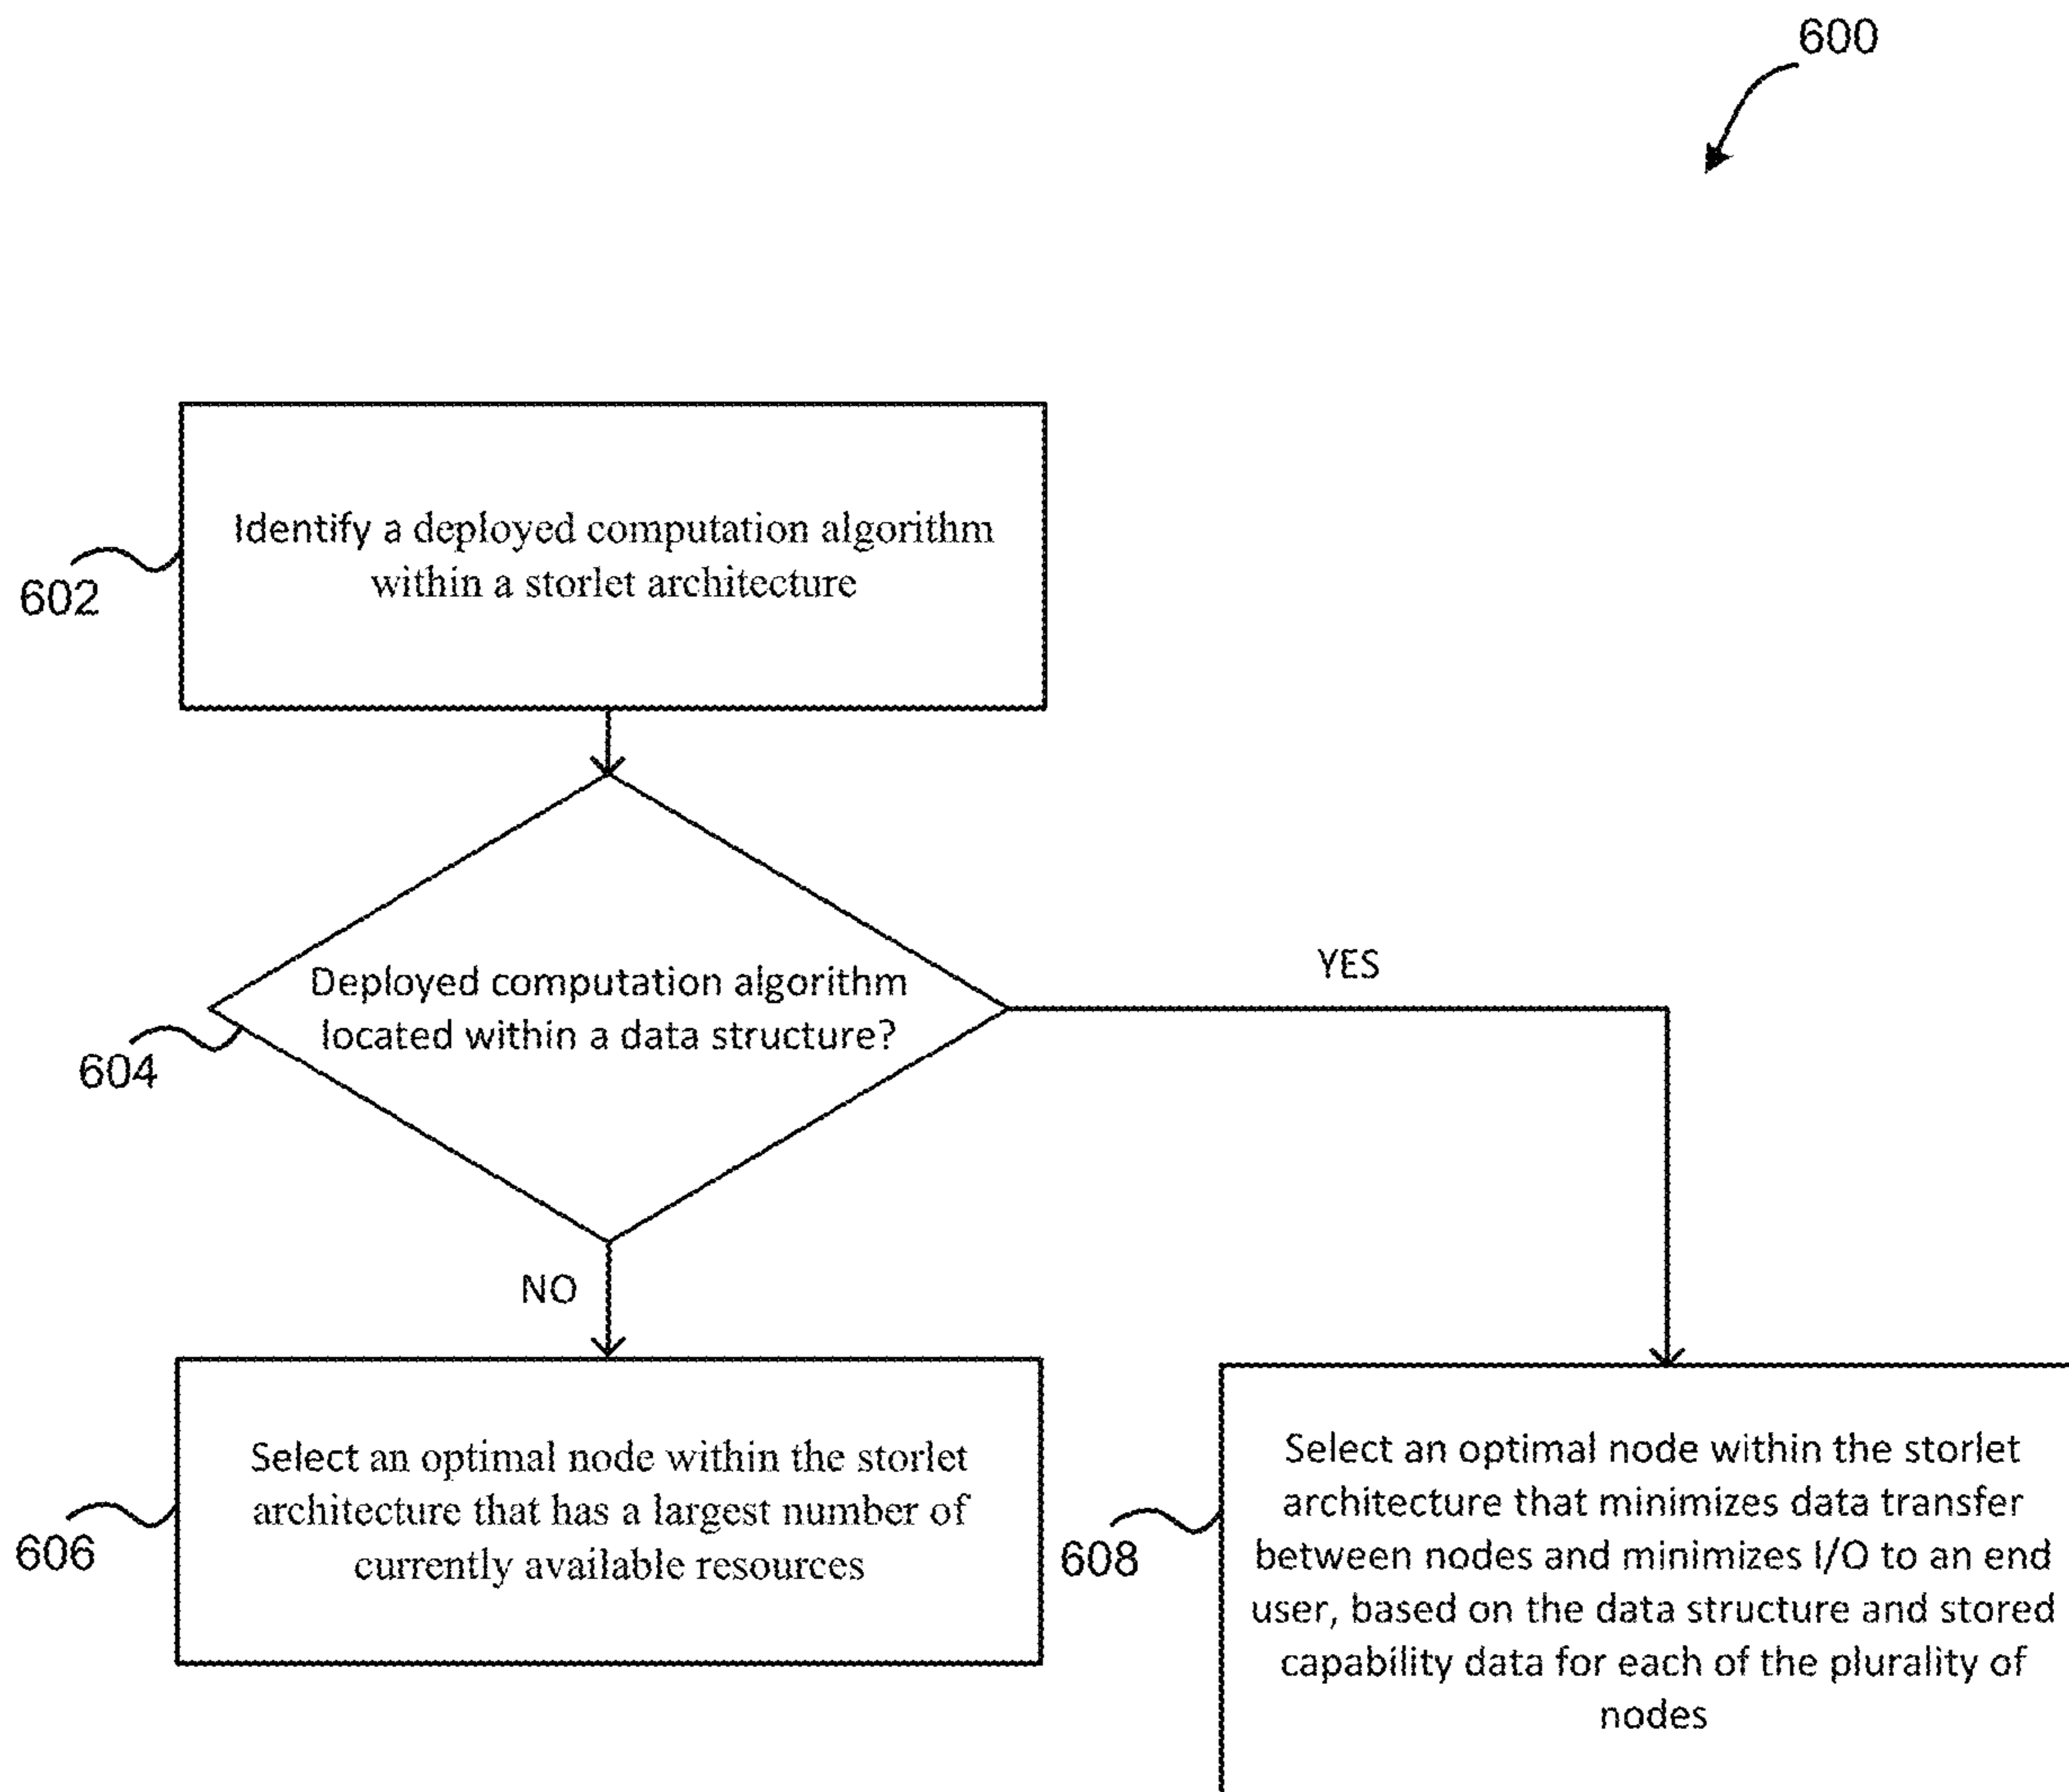 600
Identify a deployed computation algorithm
within a storlet architecture
602
Deployed computation algorithm
located within a data structure?
604
YES
NO
Select an optimal node within the storlet
architecture that has a largest number of
currently available resources
606
Select an optimal node within the storlet
architecture that minimizes data transfer
between nodes and minimizes I/O to an end
user, based on the data structure and stored
capability data for each of the plurality of
nodes
608